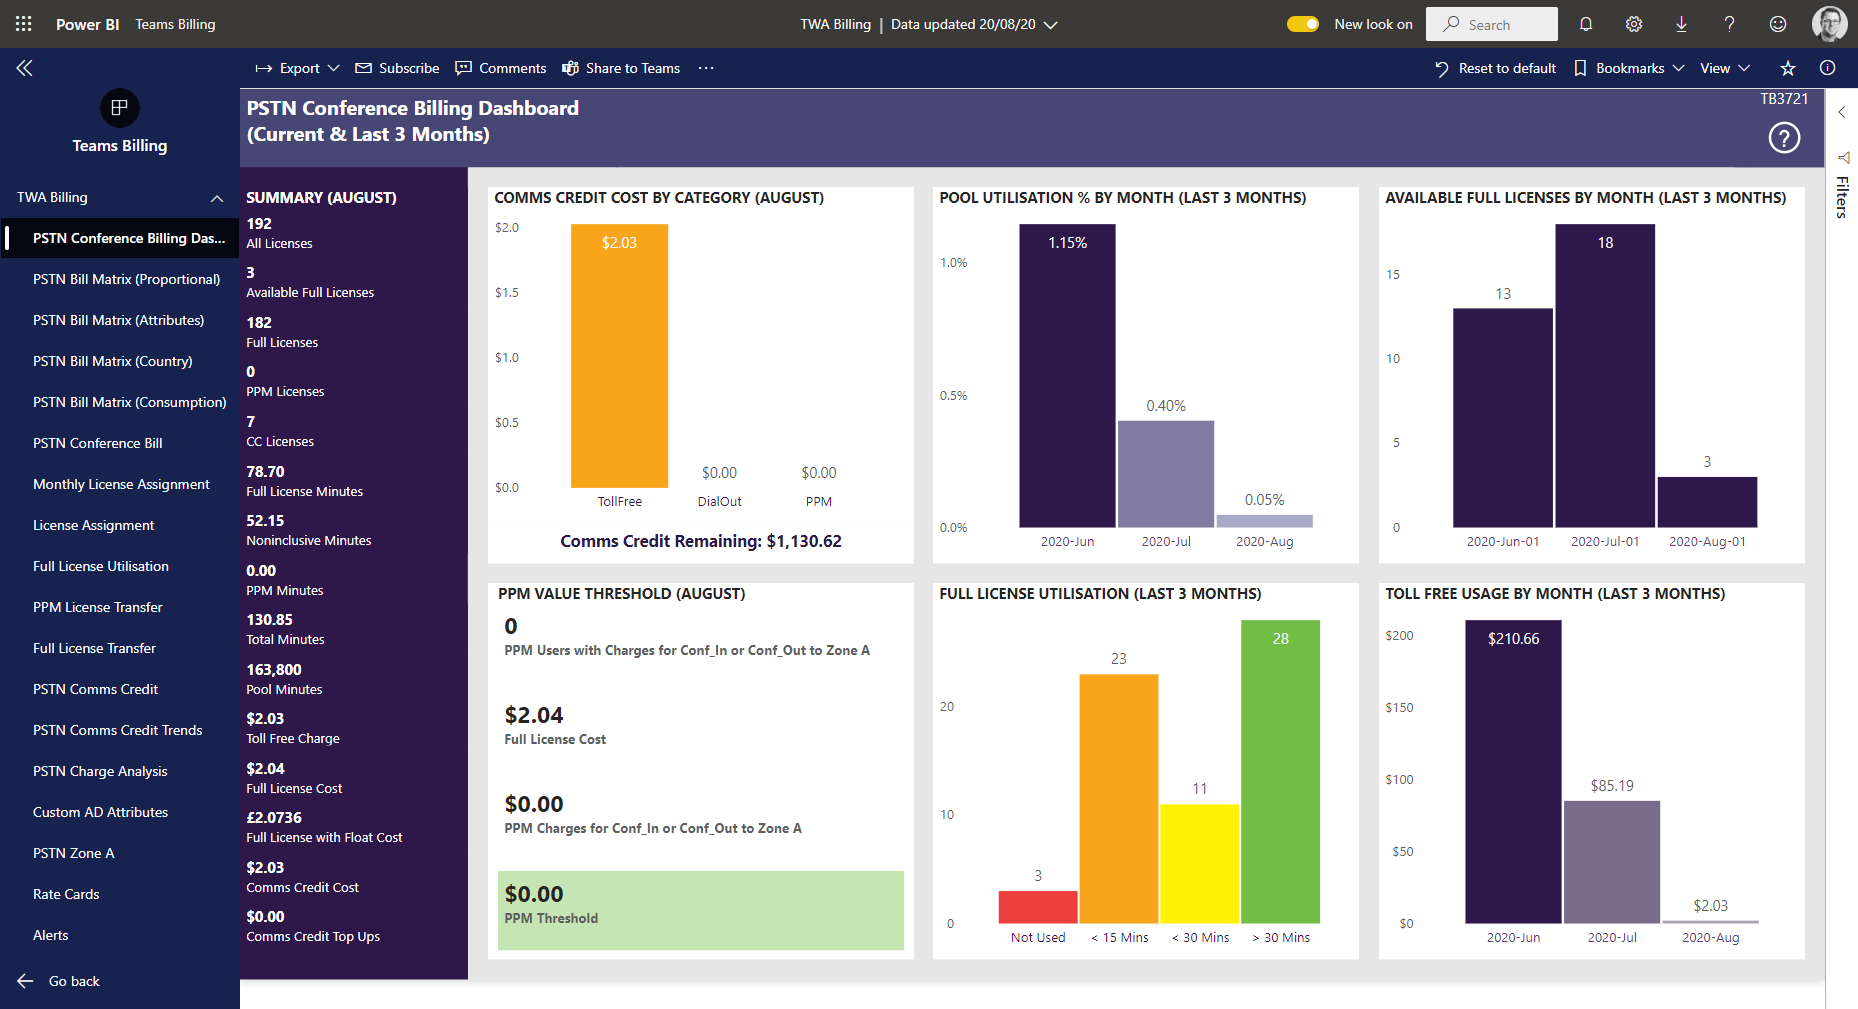 Power BI Teams Billing
TWA Billing | Data updated 20/08/20
New look on
Search
Export
Subscribe
Comments
Share to Teams
...
Reset to default
Bookmarks
View
Teams Billing
TWA Billing
PSTN Conference Billing Das...
PSTN Bill Matrix (Proportional)
PSTN Bill Matrix (Attributes)
PSTN Bill Matrix (Country)
PSTN Bill Matrix (Consumption)
PSTN Conference Bill
Monthly License Assignment
License Assignment
Full License Utilisation
PPM License Transfer
Full License Transfer
PSTN Comms Credit
PSTN Comms Credit Trends
PSTN Charge Analysis
Custom AD Attributes
PSTN Zone A
Rate Cards
Alerts
Go back
PSTN Conference Billing Dashboard
(Current & Last 3 Months)
TB3721
?
Filters
SUMMARY (AUGUST)
192
All Licenses
3
Available Full Licenses
182
Full Licenses
0
PPM Licenses
7
CC Licenses
78.70
Full License Minutes
52.15
Noninclusive Minutes
0.00
PPM Minutes
130.85
Total Minutes
163,800
Pool Minutes
$2.03
Toll Free Charge
$2.04
Full License Cost
£2.0736
Full License with Float Cost
$2.03
Comms Credit Cost
$0.00
Comms Credit Top Ups
COMMS CREDIT COST BY CATEGORY (AUGUST)
$2.0
$1.5
$1.0
$0.5
$0.0
$2.03
$0.00
$0.00
TollFree
DialOut
PPM
Comms Credit Remaining: $1,130.62
POOL UTILISATION % BY MONTH (LAST 3 MONTHS)
1.0%
0.5%
0.0%
1.15%
0.40%
0.05%
2020-Jun
2020-Jul
2020-Aug
AVAILABLE FULL LICENSES BY MONTH (LAST 3 MONTHS)
15
10
5
0
13
18
3
2020-Jun-01
2020-Jul-01
2020-Aug-01
PPM VALUE THRESHOLD (AUGUST)
0
PPM Users with Charges for Conf_In or Conf_Out to Zone A
$2.04
Full License Cost
$0.00
PPM Charges for Conf_In or Conf_Out to Zone A
$0.00
PPM Threshold
FULL LICENSE UTILISATION (LAST 3 MONTHS)
20
10
0
3
23
11
28
Not Used
< 15 Mins
< 30 Mins
> 30 Mins
TOLL FREE USAGE BY MONTH (LAST 3 MONTHS)
$200
$150
$100
$50
$0
$210.66
$85.19
$2.03
2020-Jun
2020-Jul
2020-Aug